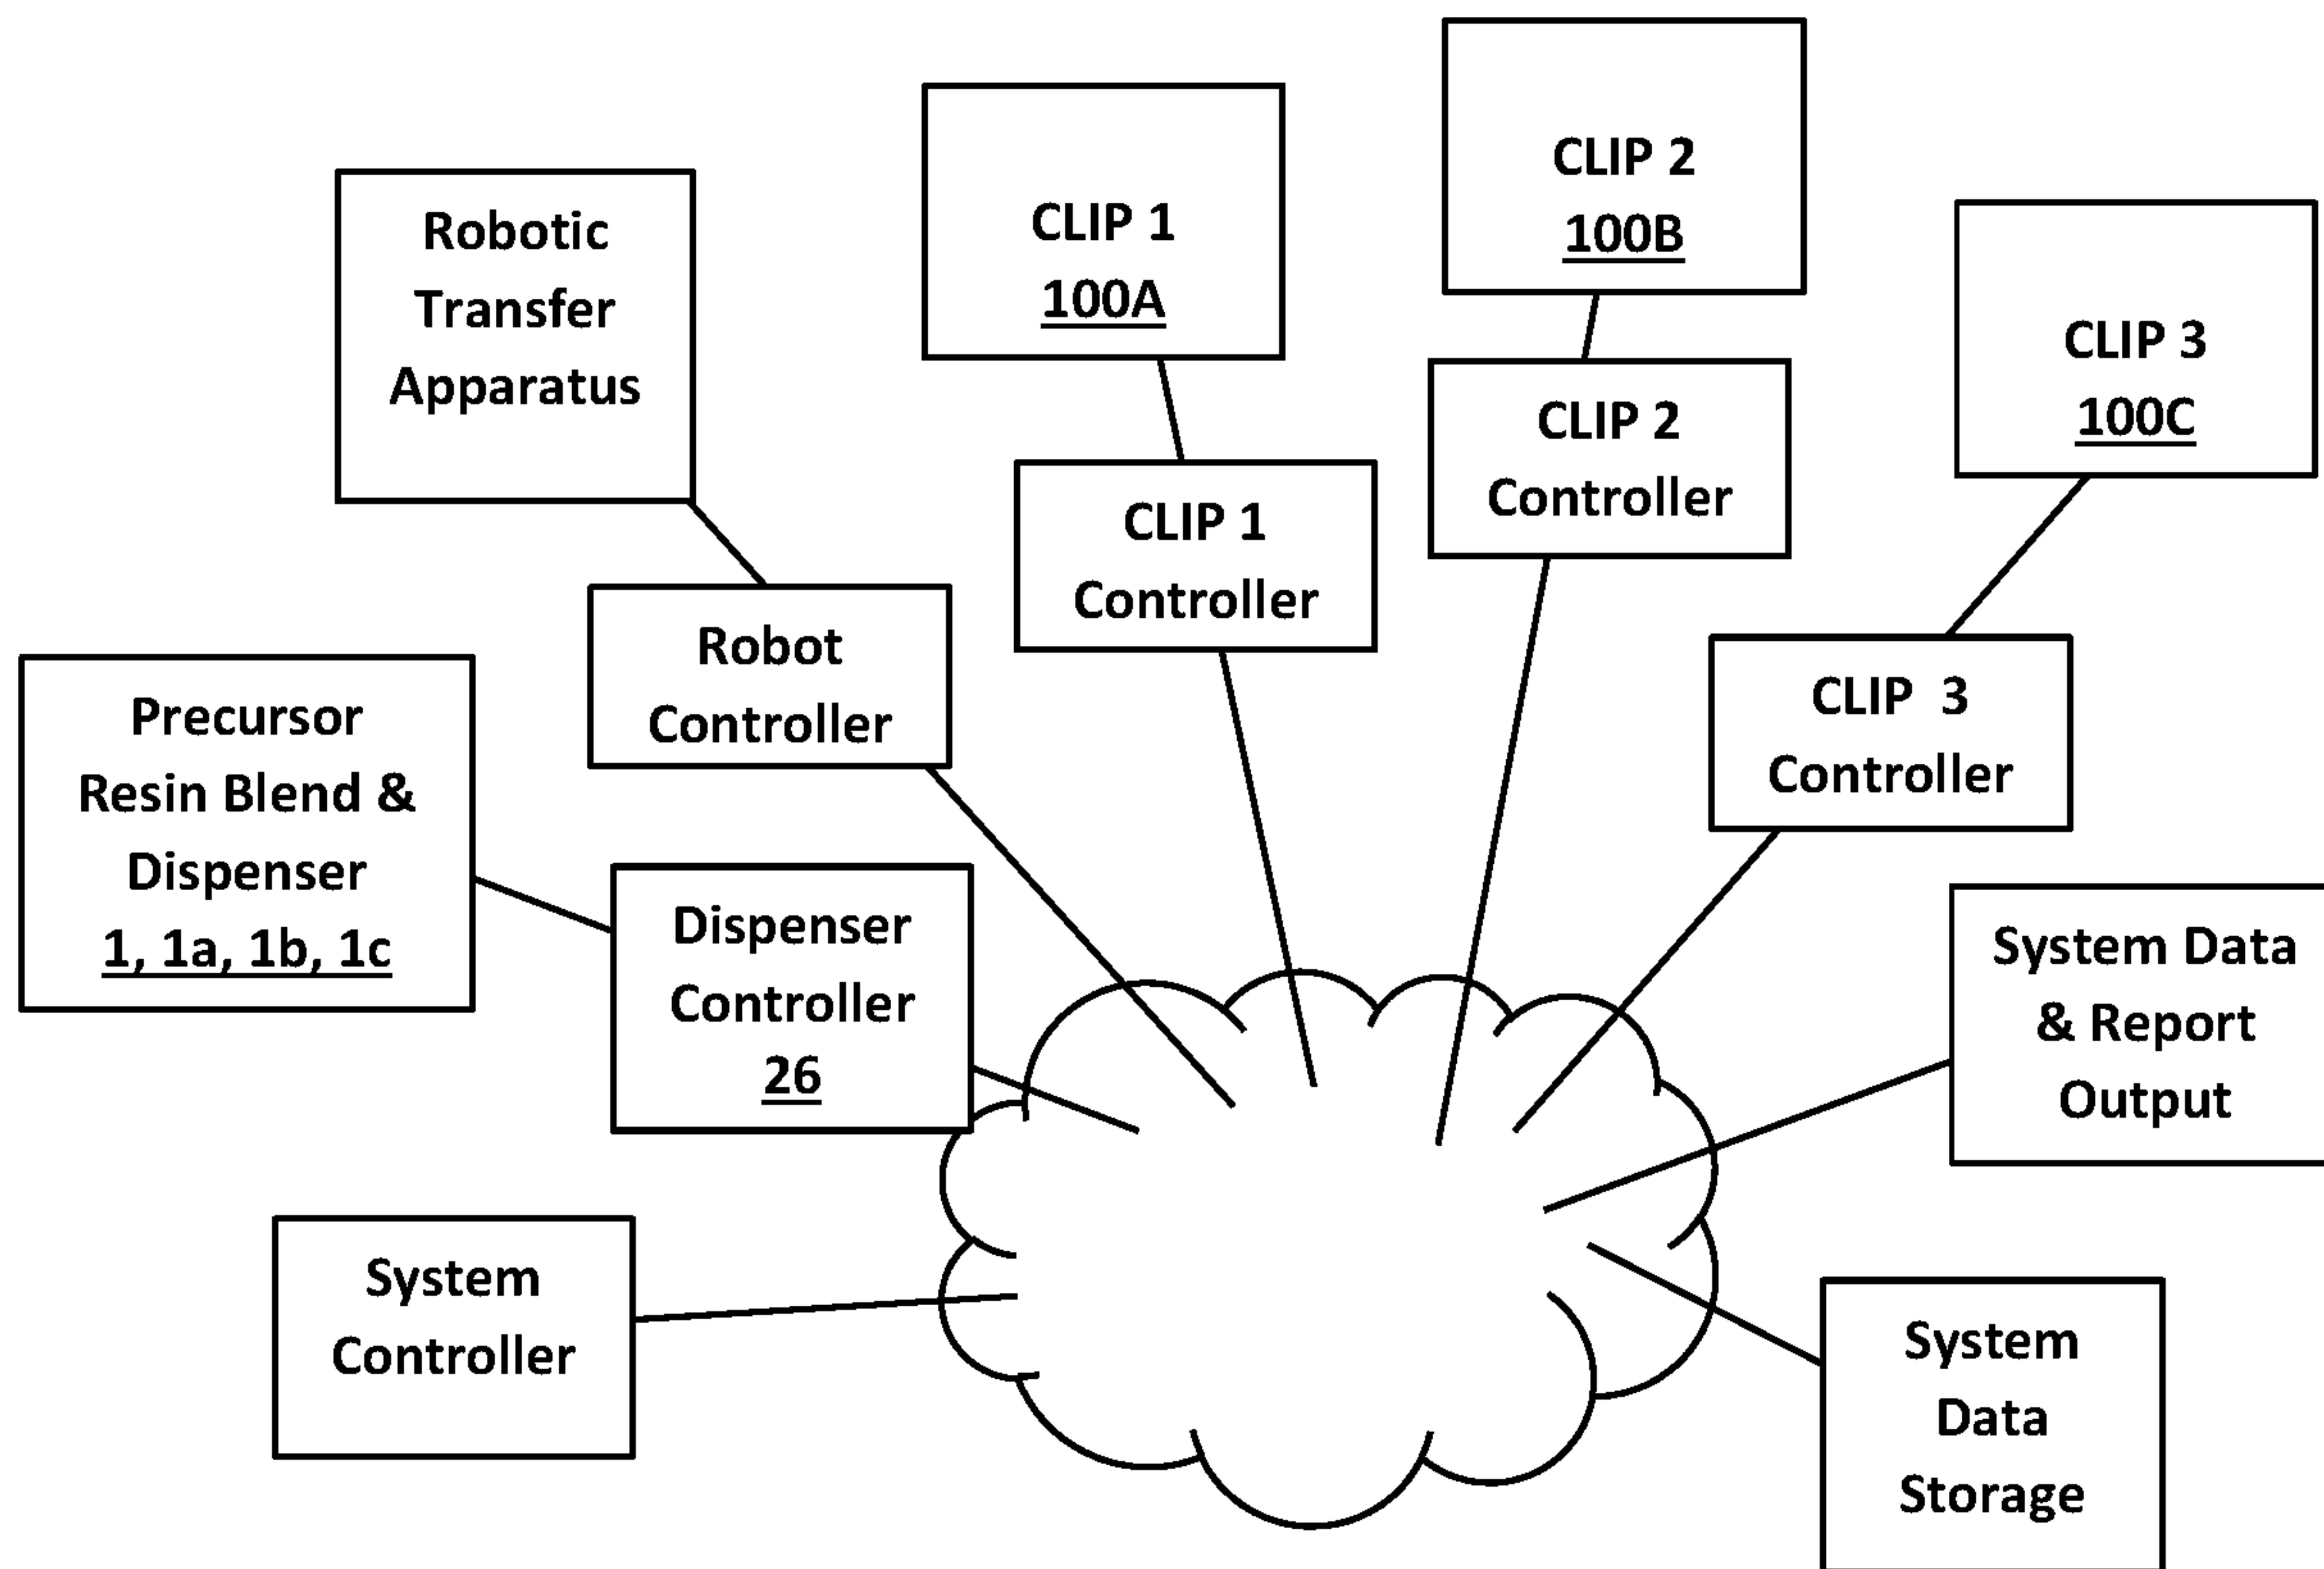 CLIP 2
100B
CLIP 1
100A
Robotic
Transfer
Apparatus
CLIP 3
100C
CLIP 2
Controller
CLIP 1
Controller
Robot
Controller
CLIP  3
Controller
Precursor
Resin Blend &
Dispenser
1, 1a, 1b, 1c
Dispenser
Controller
26
System Data
& Report
Output
System
Controller
System
Data
Storage